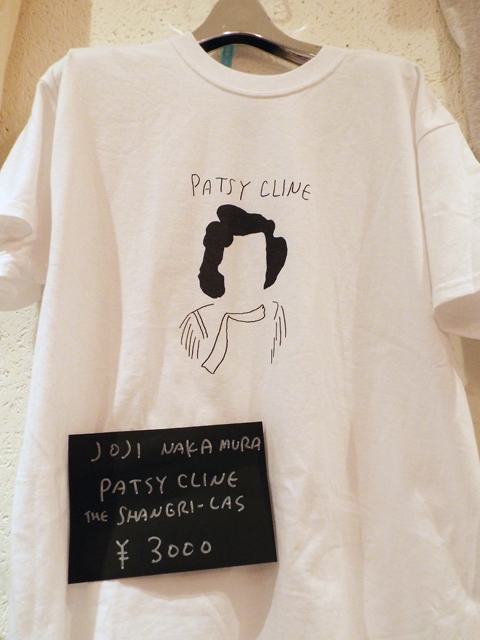 PATSY CLINE
JOJI NAKAMURA
PATSY CLINE
THE SHANGRI-LAS
¥ 3000